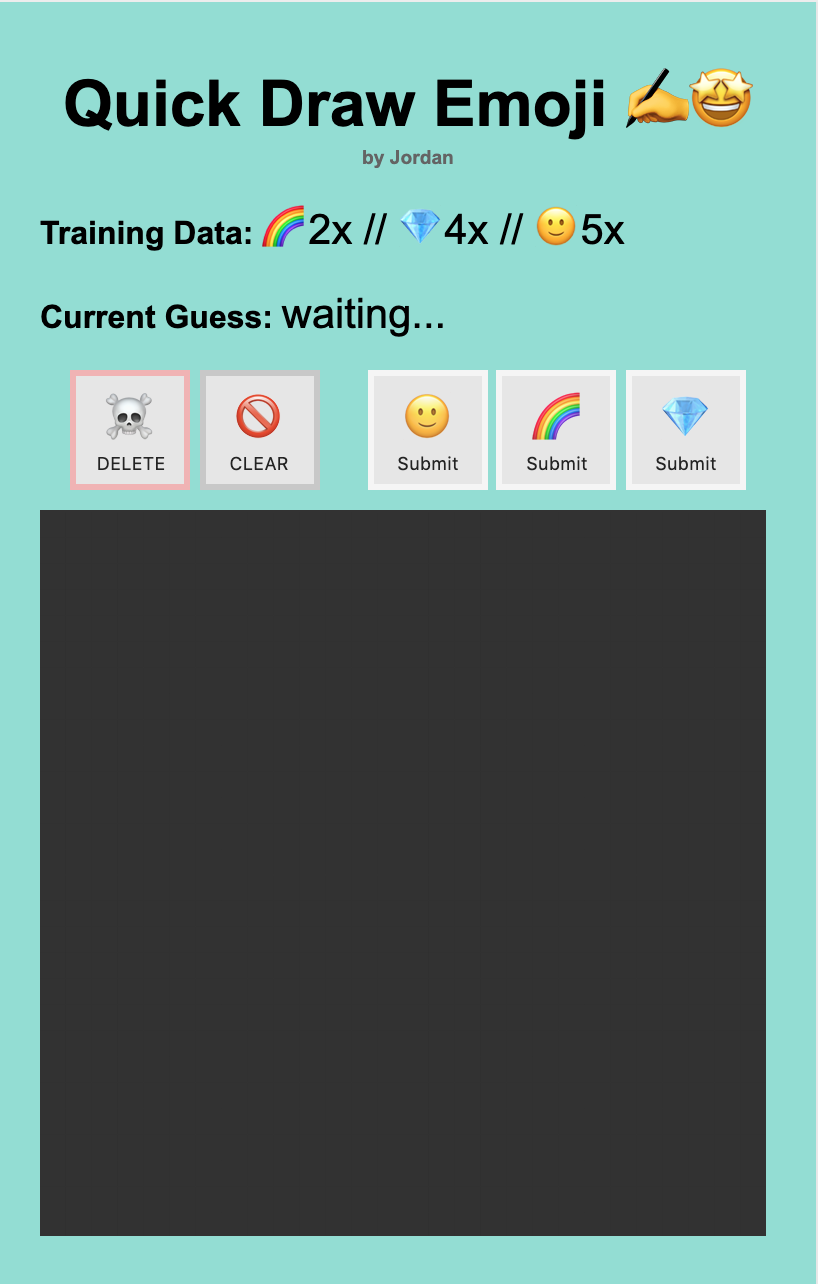 Quick Draw Emoji ✍️🤩
by Jordan
Training Data: 🌈2x // 💎4x // 🙂5x
Current Guess: waiting...
☠️ 🚫 🙂 🌈 💎
DELETE CLEAR Submit Submit Submit